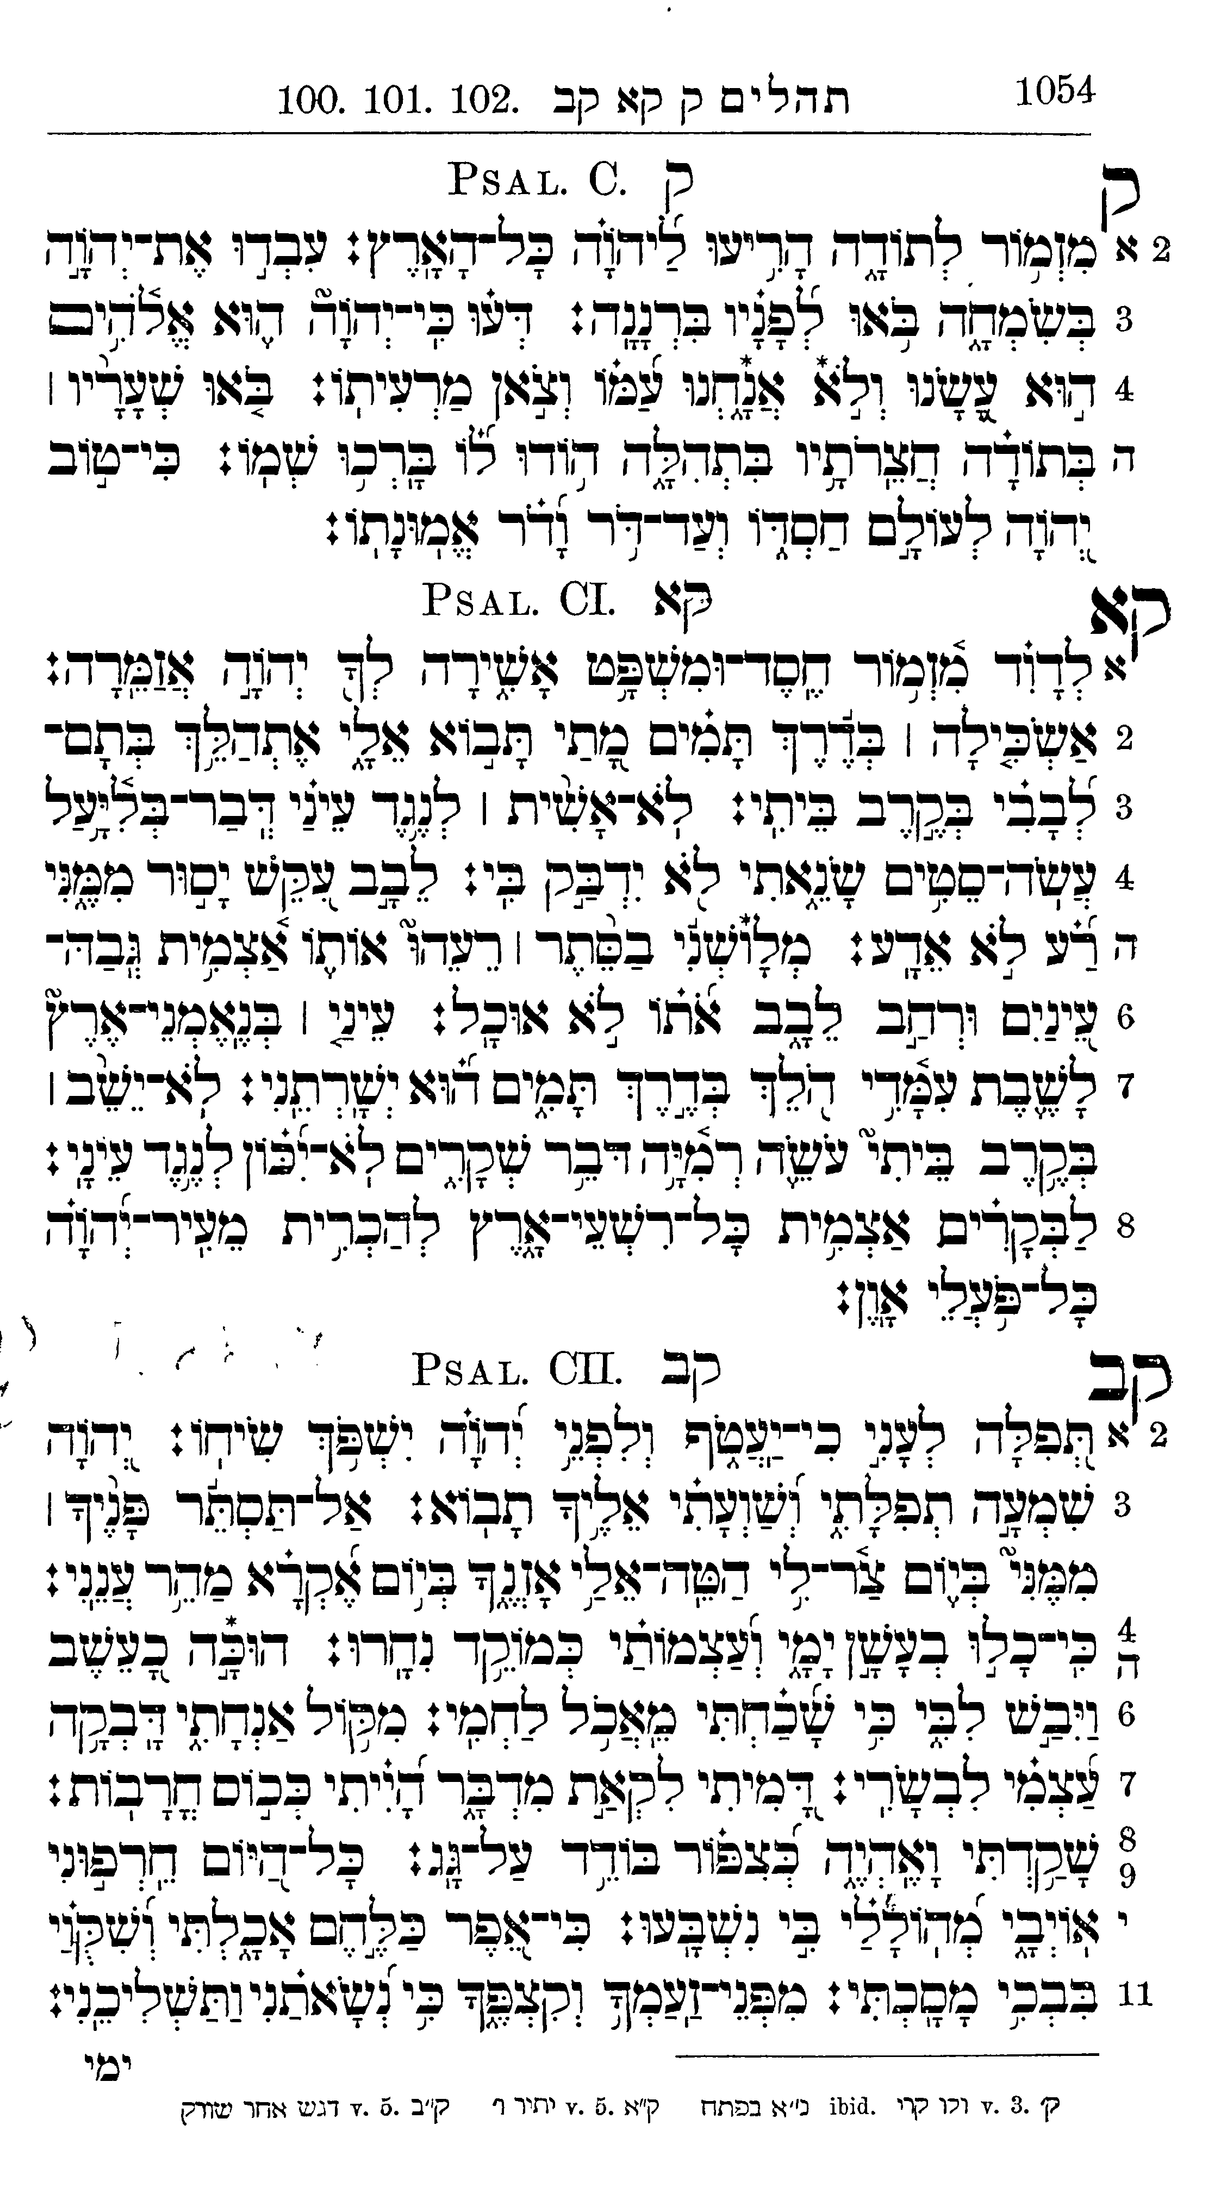 100. 101. 102. תהלים ק קא קב 1054
ק PSAL. C. ק
2 א מִזְמ֥וֹר לְתוֹדָ֑ה הָרִ֥יעוּ לַ֝יהוָ֗ה כָּל־הָאָֽרֶץ׃ עִבְד֣וּ אֶת־יְהוָ֣ה
3 בְּשִׂמְחָ֑ה בֹּ֥אוּ לְ֝פָנָ֗יו בִּרְנָנָֽה׃ דְּע֗וּ כִּֽי־יְהוָה֮ ה֤וּא אֱלֹ֫הִ֥ים
4 ה֣וּא עָ֭שָׂנוּ וְלֹ֣א אֲנַ֑חְנוּ עַ֝מּ֗וֹ וְצֹ֣אן מַרְעִיתֽוֹ׃ בֹּ֤אוּ שְׁעָרָ֨יו ׀
ה בְּתוֹדָ֗ה חֲצֵרֹתָ֥יו בִּתְהִלָּ֑ה הֽוֹדוּ ל֝֗וֹ בָּרֲכ֥וּ שְׁמֽוֹ׃ כִּי־ט֣וֹב
יְ֭הוָה לְעוֹלָ֣ם חַסְדּ֑וֹ וְעַד־דֹּ֥ר וָ֝דֹ֗ר אֱמֽוּנָתֽוֹ׃
קא PSAL. CI. קא
א לְדָוִ֗ד מִ֫זְמ֥וֹר חֶֽסֶד־וּמִשְׁפָּ֥ט אָשִׁ֑ירָה לְךָ֖ יְהוָ֣ה אֲזַמֵּֽרָה׃
2 אַשְׂכִּ֤ילָה ׀ בְּדֶ֬רֶךְ תָּמִ֗ים מָ֭תַי תָּב֣וֹא אֵלָ֑י אֶתְהַלֵּ֥ךְ בְּתָם־
3 לְ֝בָבִ֗י בְּקֶ֣רֶב בֵּיתִֽי׃ לֹֽא־אָשִׁ֨ית ׀ לְנֶ֥גֶד עֵינַ֗י דְּֽבַר־בְּלִ֫יָּ֥עַל
4 עֲשֹֽׂה־סֵטִ֥ים שָׂנֵ֑אתִי לֹ֖א יִדְבַּ֣ק בִּֽי׃ לֵבָ֣ב עִ֭קֵּשׁ יָס֣וּר מִמֶּ֑נִּי
ה רָ֝֗ע לֹ֣א אֵדָֽע׃ מְלָוֹשְׁנִ֬י בַסֵּ֨תֶר ׀ רֵעֵהוּ֮ אוֹת֤וֹ אַ֫צְמִ֥ית גְּֽבַהּ־
6 עֵ֭ינַיִם וּרְחַ֣ב לֵבָ֑ב אֹ֝ת֗וֹ לֹ֣א אוּכָֽל׃ עֵינַ֤י ׀ בְּנֶֽאֶמְנֵי־אֶרֶץ֮
7 לָשֶׁ֪בֶת עִמָּ֫דִ֥י הֹ֭לֵךְ בְּדֶ֣רֶךְ תָּמִ֑ים ה֝֗וּא יְשָׁרְתֵֽנִי׃ לֹֽא־יֵשֵׁ֨ב ׀
בְּקֶ֥רֶב בֵּיתִי֮ עֹשֵׂ֪ה רְמִ֫יָּ֥ה דֹּבֵ֥ר שְׁקָרִ֑ים לֹֽא־יִ֝כּ֗וֹן לְנֶ֣גֶד עֵינָֽי׃
8 לַבְּקָרִ֗ים אַצְמִ֥ית כָּל־רִשְׁעֵי־אָ֑רֶץ לְהַכְרִ֥ית מֵֽעִיר־יְ֝הוָ֗ה
כָּל־פֹּ֥עֲלֵי אָֽוֶן׃
קב PSAL. CII. קב
2 א תְּ֭פִלָּה לְעָנִ֣י כִֽי־יַעֲטֹ֑ף וְלִפְנֵ֥י יְ֝הוָ֗ה יִשְׁפֹּ֥ךְ שִׂיחֽוֹ׃ יְ֭הוָה
3 שִׁמְעָ֣ה תְפִלָּתִ֑י וְ֝שַׁוְעָתִ֗י אֵלֶ֥יךָ תָבֽוֹא׃ אַל־תַּסְתֵּ֬ר פָּנֶ֨יךָ ׀
מִמֶּנִּי֮ בְּי֪וֹם צַ֫ר־לִ֥י הַטֵּֽה־אֵלַ֥י אָזְנֶ֑ךָ בְּי֥וֹם אֶ֝קְרָ֗א מַהֵ֥ר עֲנֵֽנִי׃
4 ה כִּֽי־כָל֣וּ בְעָשָׁ֣ן יָמָ֑י וְ֝עַצְמוֹתַ֗י כְּמוֹקֵ֥ד נִחָֽרוּ׃ הוּכָּ֣ה כָ֭עֵשֶׂב
6 וַיִּבַ֣שׁ לִבִּ֑י כִּֽי־שָׁ֝כַ֗חְתִּי מֵאֲכֹ֥ל לַחְמִֽי׃ מִקּ֥וֹל אַנְחָתִ֑י דָּבְקָ֥ה
7 עַ֝צְמִ֗י לִבְשָׂרִֽי׃ דָּ֭מִיתִי לִקְאַ֣ת מִדְבָּ֑ר הָ֝יִ֗יתִי כְּכ֣וֹס חֳרָבֽוֹת׃
8 9 שָׁקַ֥דְתִּי וָאֶֽהְיֶ֑ה כְּ֝צִפּ֗וֹר בּוֹדֵ֥ד עַל־גָּֽג׃ כָּל־הַ֭יּוֹם חֵרְפ֣וּנִי
י אוֹיְבָ֑י מְ֝הוֹלָלַ֗י בִּ֣י נִשְׁבָּֽעוּ׃ כִּי־אֵ֭פֶר כַּלֶּ֣חֶם אָכָ֑לְתִּי וְ֝שִׁקֻּוַ֗י
11 בִּבְכִ֥י מָסָֽכְתִּי׃ מִפְּנֵֽי־זַֽעַמְךָ֥ וְקִצְפֶּ֑ךָ כִּ֥י נְ֝שָׂאתַ֗נִי וַתַּשְׁלִיכֵֽנִי׃
ימי
ק׳ v. 3. ולו קרי ibid. נ״א בפתח ק״א v. 5. יתיר ו׳ ק״ב v. 5. דגש אחר שורק